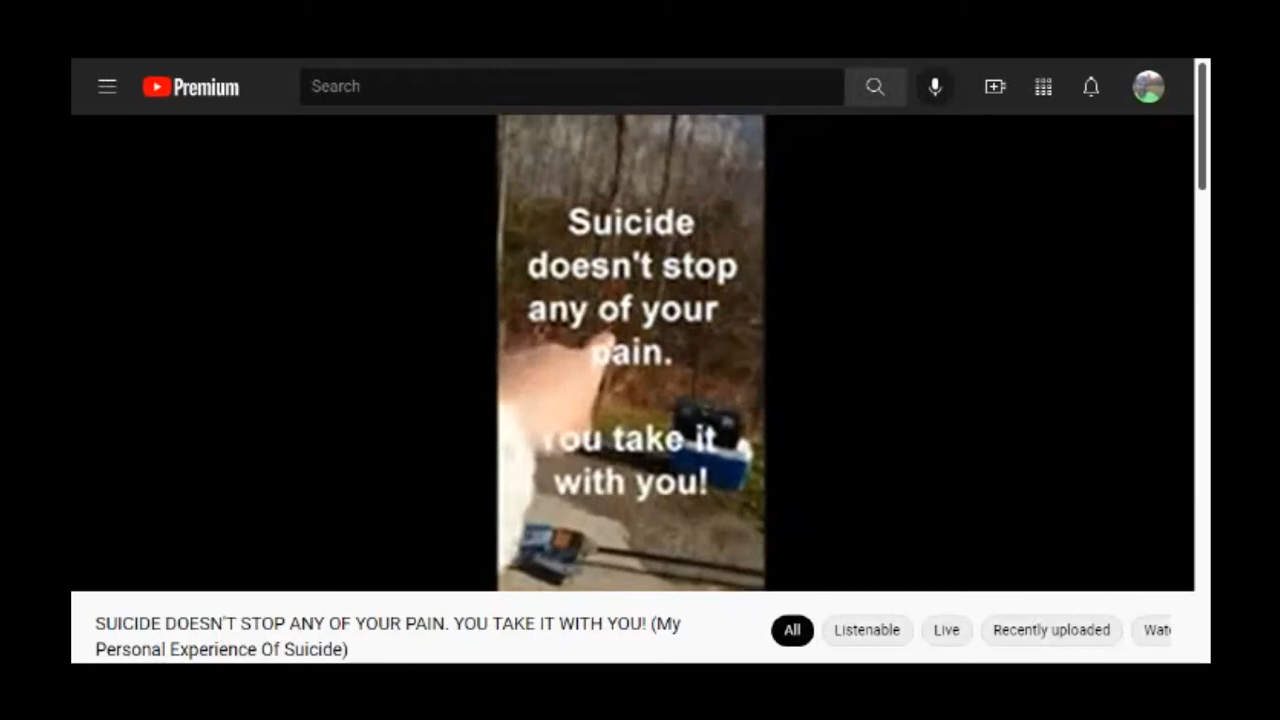 Premium
Search
Suicide
doesn't stop
any of your
pain.
You take it
with you!
SUICIDE DOESN'T STOP ANY OF YOUR PAIN. YOU TAKE IT WITH YOU! (My
Personal Experience Of Suicide)
All
Listenable
Live
Recently uploaded
Wat